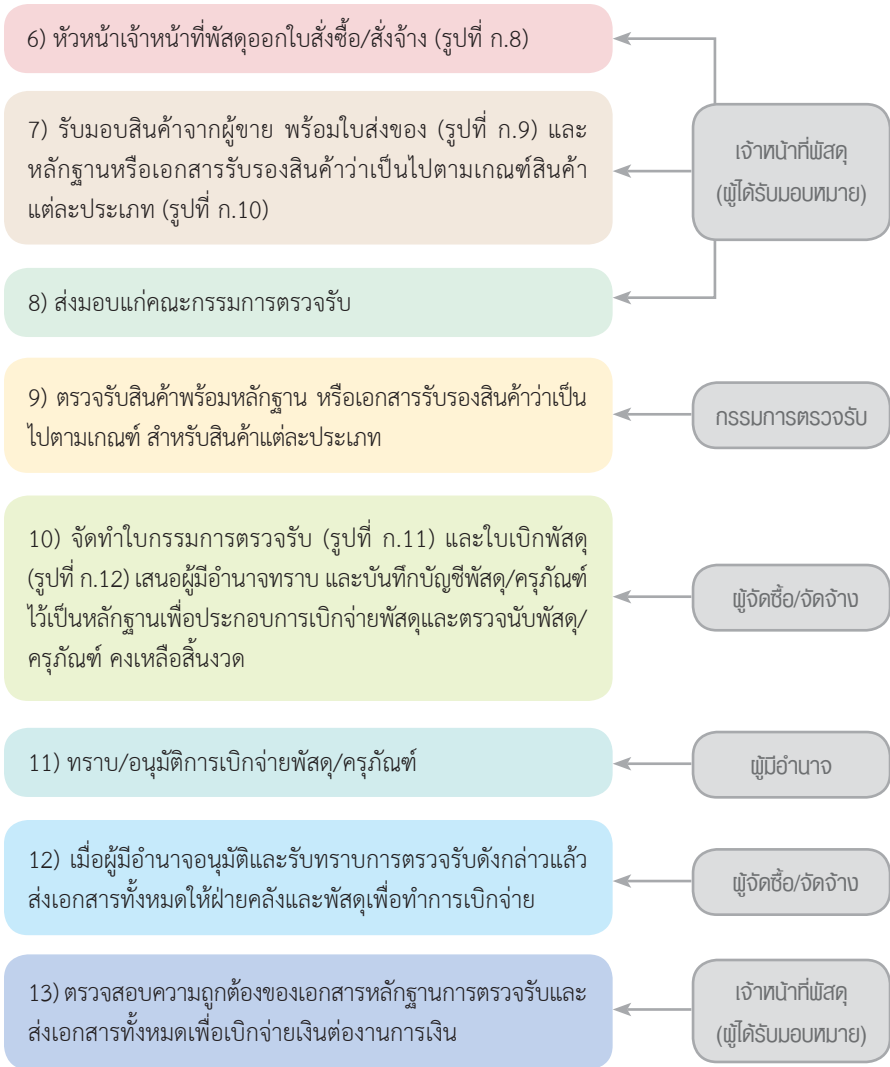 6) หัวหน้าเจ้าหน้าที่พัสดุออกใบสั่งซื้อ/สั่งจ้าง (รูปที่ ก.8)
7) รับมอบสินค้าจากผู้ขาย พร้อมใบส่งของ (รูปที่ ก.9) และ
หลักฐานหรือเอกสารรับรองสินค้าว่าเป็นไปตามเกณฑ์สินค้า
แต่ละประเภท (รูปที่ ก.10)
เจ้าหน้าที่พัสดุ
(ผู้ได้รับมอบหมาย)
8) ส่งมอบแก่คณะกรรมการตรวจรับ
9) ตรวจรับสินค้าพร้อมหลักฐาน หรือเอกสารรับรองสินค้าว่าเป็น
ไปตามเกณฑ์ สำหรับสินค้าแต่ละประเภท
กรรมการตรวจรับ
10) จัดทำใบกรรมการตรวจรับ (รูปที่ ก.11) และใบเบิกพัสดุ
(รูปที่ ก.12) เสนอผู้มีอำนาจทราบ และบันทึกบัญชีพัสดุ/ครุภัณฑ์
ไว้เป็นหลักฐานเพื่อประกอบการเบิกจ่ายพัสดุและตรวจนับพัสดุ/
ครุภัณฑ์ คงเหลือสิ้นงวด
ผู้จัดซื้อ/จัดจ้าง
11) ทราบ/อนุมัติการเบิกจ่ายพัสดุ/ครุภัณฑ์
ผู้มีอำนาจ
12) เมื่อผู้มีอำนาจอนุมัติและรับทราบการตรวจรับดังกล่าวแล้ว
ส่งเอกสารทั้งหมดให้ฝ่ายคลังและพัสดุเพื่อทำการเบิกจ่าย
ผู้จัดซื้อ/จัดจ้าง
13) ตรวจสอบความถูกต้องของเอกสารหลักฐานการตรวจรับและ
ส่งเอกสารทั้งหมดเพื่อเบิกจ่ายเงินต่องานการเงิน
เจ้าหน้าที่พัสดุ
(ผู้ได้รับมอบหมาย)